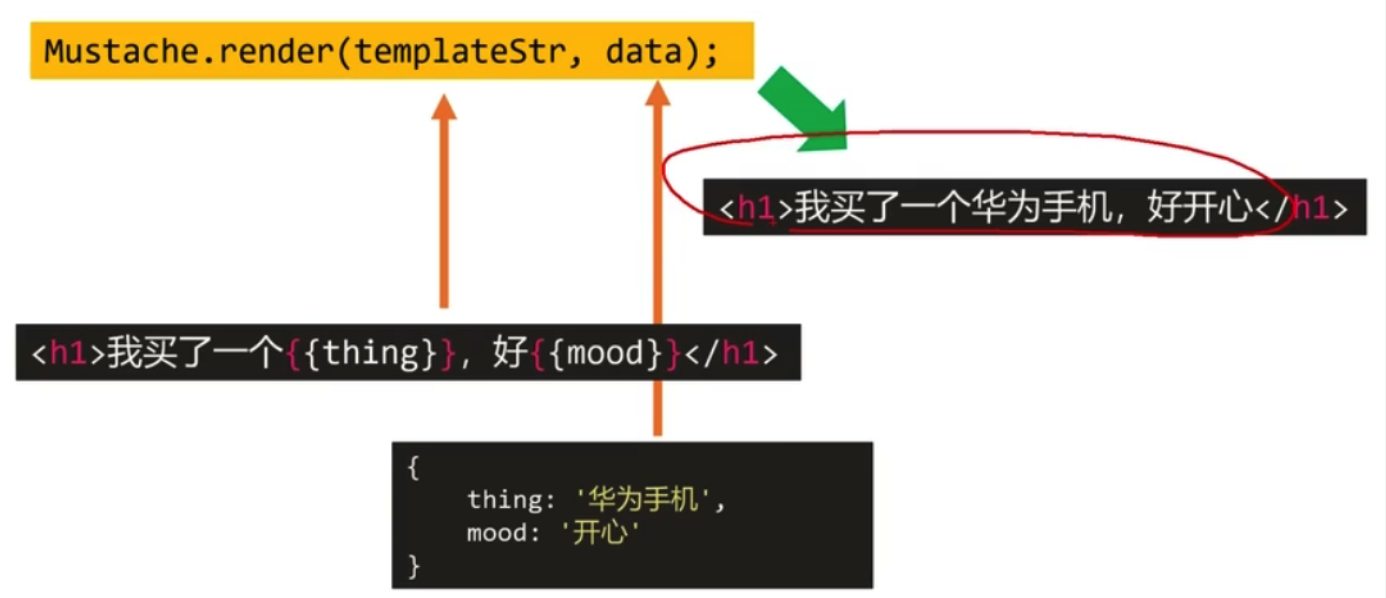 Mustache.render(templateStr, data);
<h1>我买了一个华为手机，好开心</h1>
<h1>我买了一个{{thing}}，好{{mood}}</h1>
{
    thing: '华为手机',
    mood: '开心'
}